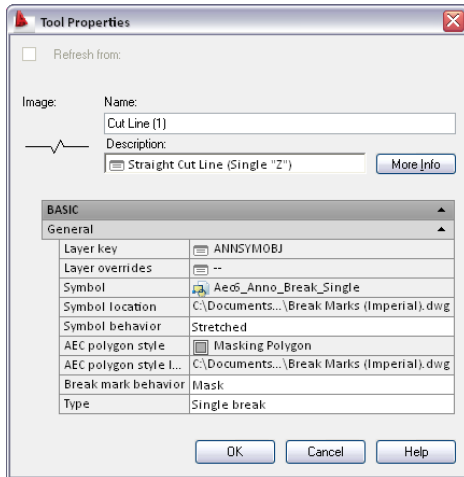 Tool Properties
Refresh from:
Image:
Name:
Cut Line (1)
Description:
Straight Cut Line (Single "Z")
More Info
BASIC
General
Layer key ANNSYMOBJ
Layer overrides --
Symbol Aec6_Anno_Break_Single
Symbol location C:\Documents...\Break Marks (Imperial).dwg
Symbol behavior Stretched
AEC polygon style Masking Polygon
AEC polygon style l... C:\Documents...\Break Marks (Imperial).dwg
Break mark behavior Mask
Type Single break
OK Cancel Help